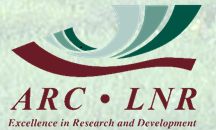 ARC • LNR
Excellence in Research and Development